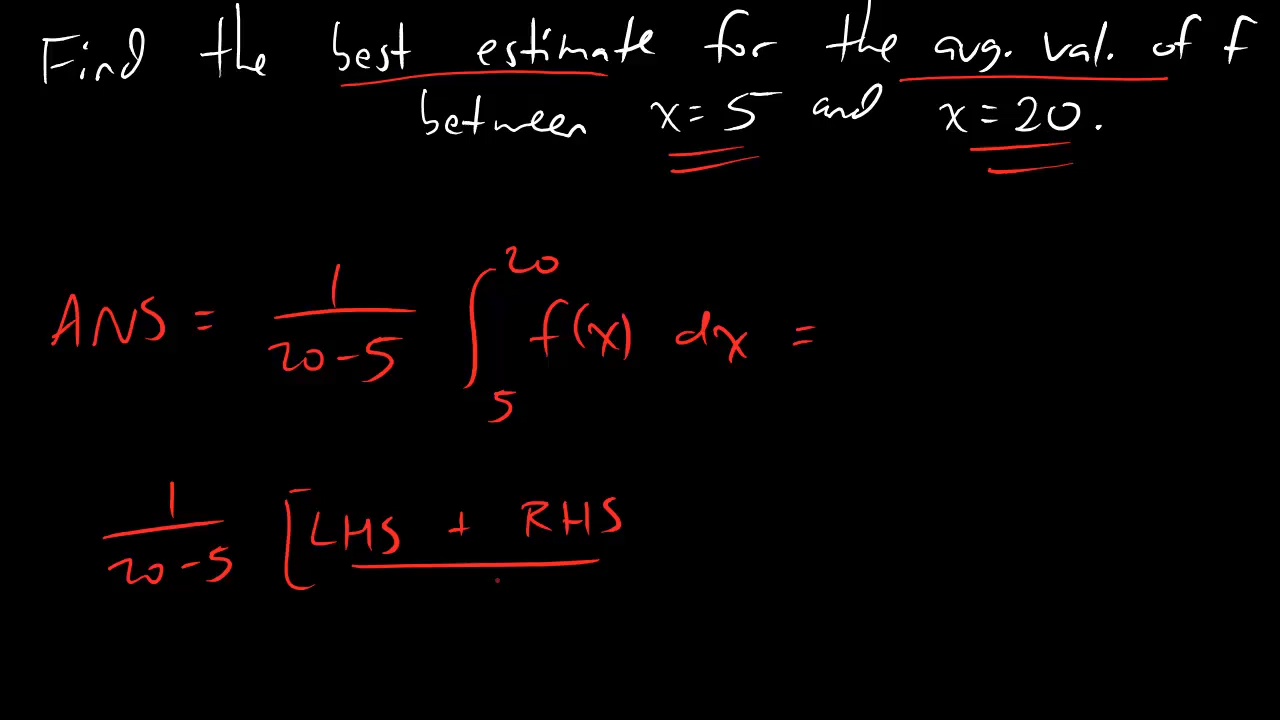 Find the best estimate for the avg. val. of f
between x = 5 and x = 20.
ANS = 1/(20-5) ∫_5^20 f(x) dx =
1/(20-5) [LHS + RHS